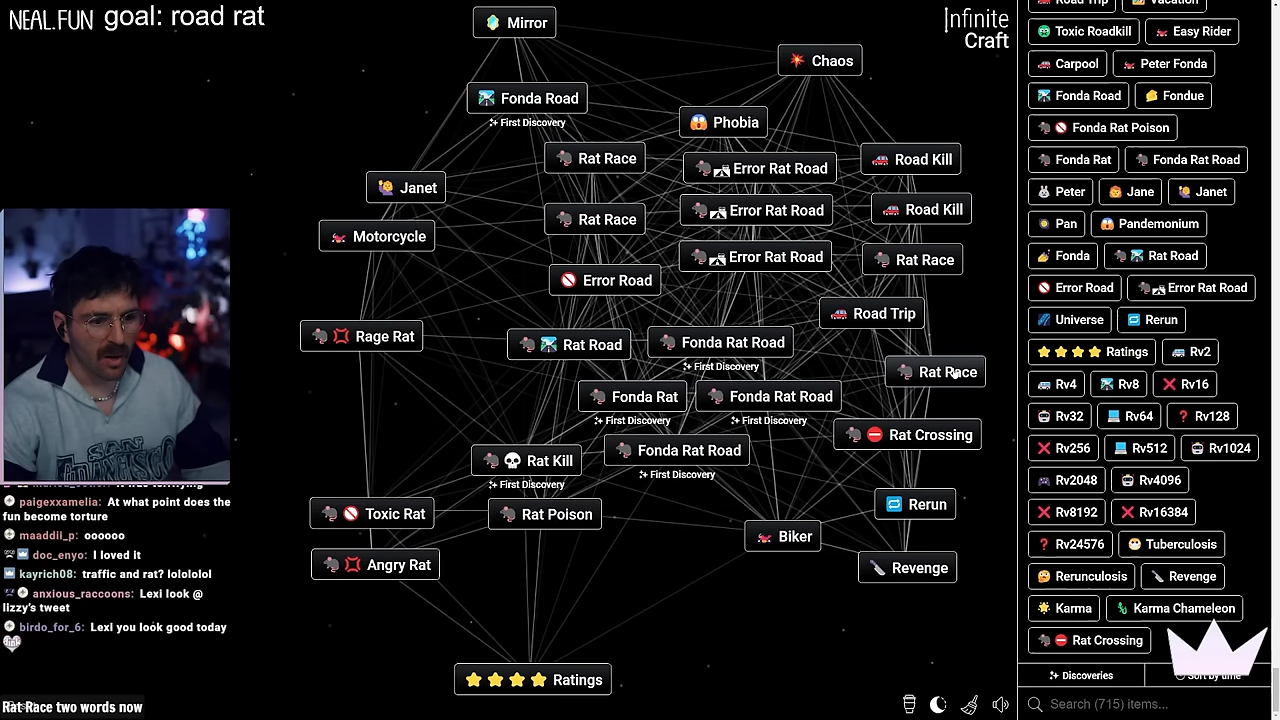 NEAL.FUN goal: road rat
Infinite
Craft
Mirror
Chaos
Fonda Road
First Discovery
Phobia
Rat Race
Error Rat Road
Road Kill
Janet
Error Rat Road
Road Kill
Rat Race
Motorcycle
Error Rat Road
Rat Race
Error Road
Road Trip
Rage Rat
Rat Road
Fonda Rat Road
First Discovery
Rat Race
Fonda Rat
First Discovery
Fonda Rat Road
First Discovery
Rat Crossing
Rat Kill
First Discovery
Fonda Rat Road
First Discovery
Rerun
Toxic Rat
Rat Poison
Biker
Angry Rat
Revenge
Ratings
SAN
paigexxamelia: At what point does the
fun become torture
maaddii_p: oooooo
doc_enyo: I loved it
kayrich08: traffic and rat? lolololol
anxious_raccoons: Lexi look @
lizzy's tweet
birdo_for_6: Lexi you look good today
Rat Race two words now
Road Trip Vacation
Toxic Roadkill Easy Rider
Carpool Peter Fonda
Fonda Road Fondue
Fonda Rat Poison
Fonda Rat Fonda Rat Road
Peter Jane Janet
Pan Pandemonium
Fonda Rat Road
Error Road Error Rat Road
Universe Rerun
Ratings Rv2
Rv4 Rv8 Rv16
Rv32 Rv64 Rv128
Rv256 Rv512 Rv1024
Rv2048 Rv4096
Rv8192 Rv16384
Rv24576 Tuberculosis
Rerunculosis Revenge
Karma Karma Chameleon
Rat Crossing
Discoveries Sort by time
Search (715) items...